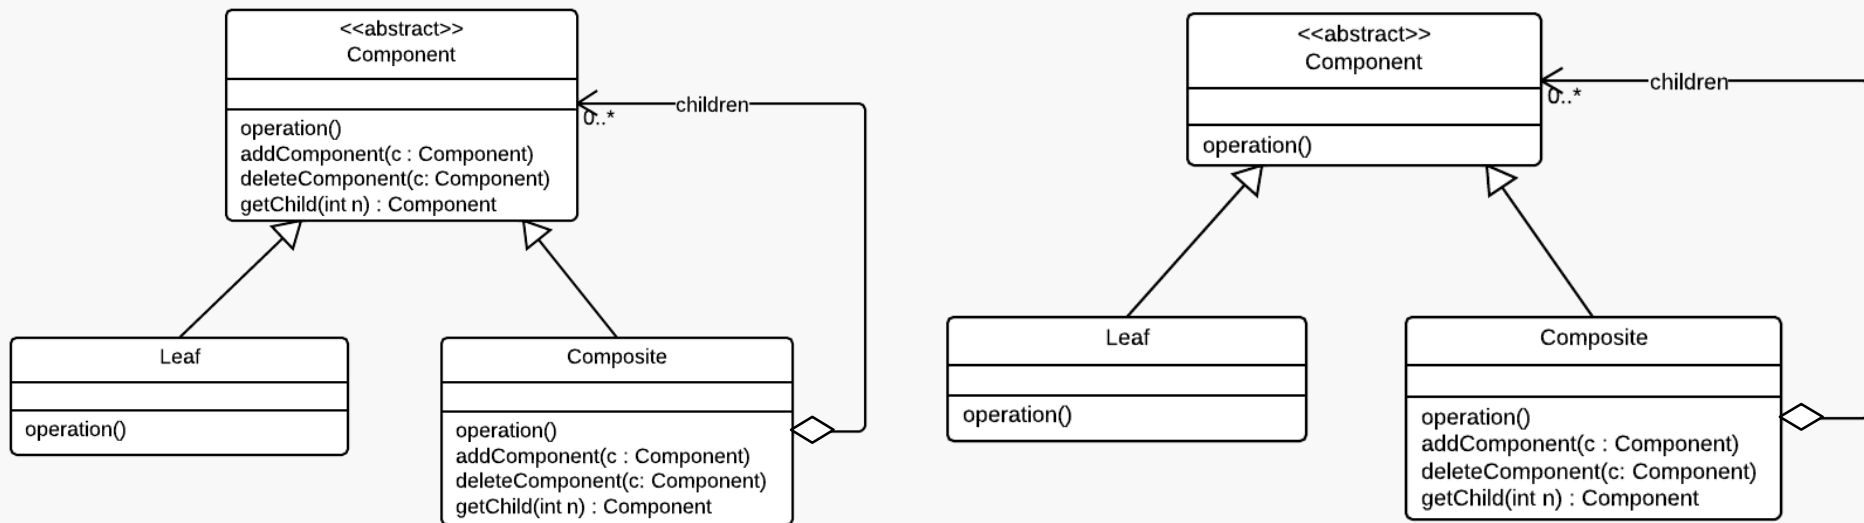 <<abstract>>
Component
children
0..*
operation()
addComponent(c : Component)
deleteComponent(c: Component)
getChild(int n) : Component
Leaf
operation()
Composite
operation()
addComponent(c : Component)
deleteComponent(c: Component)
getChild(int n) : Component
<<abstract>>
Component
children
0..*
operation()
Leaf
operation()
Composite
operation()
addComponent(c : Component)
deleteComponent(c: Component)
getChild(int n) : Component